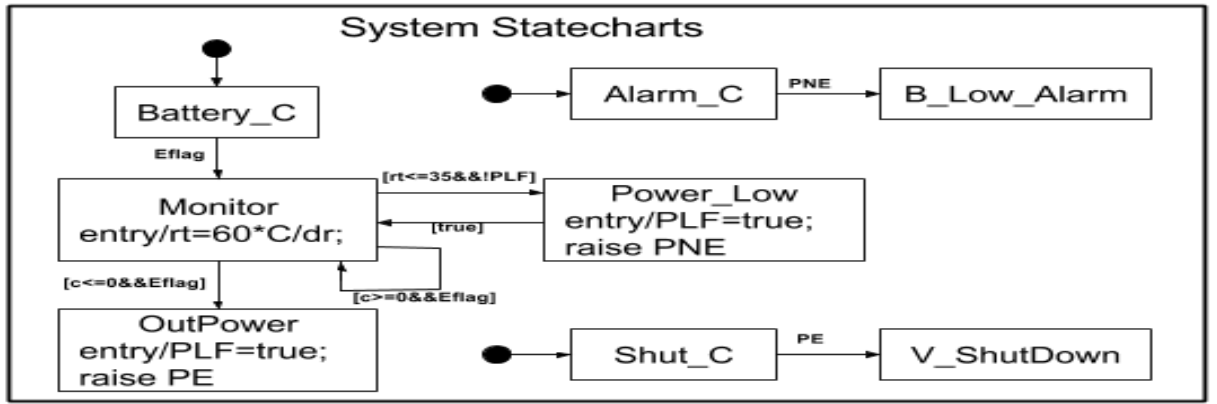 System Statecharts
Battery_C
Eflag
Monitor
entry/rt=60*C/dr;
[rt<=35&&!PLF]
[true]
Power_Low
entry/PLF=true;
raise PNE
[c>=0&&Eflag]
[c<=0&&Eflag]
OutPower
entry/PLF=true;
raise PE
Alarm_C
PNE
B_Low_Alarm
Shut_C
PE
V_ShutDown